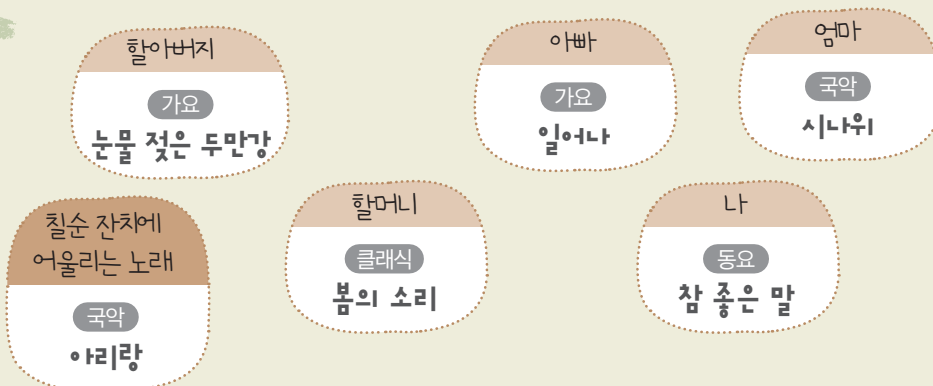 할아버지
가요
눈물 젖은 두만강
아빠
가요
일어나
엄마
국악
시나위
칠순 잔치에
어울리는 노래
국악
아리랑
할머니
클래식
봄의 소리
나
동요
참 좋은 말